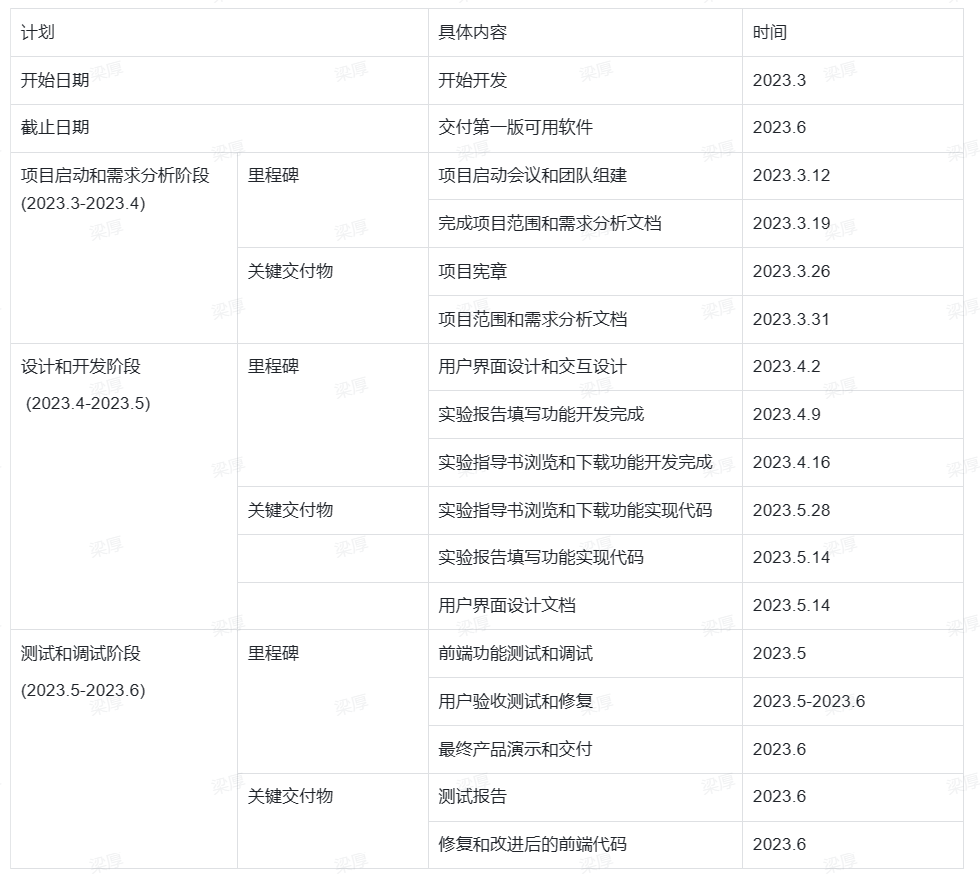 计划 具体内容 时间
开始日期 开始开发 2023.3
截止日期 交付第一版可用软件 2023.6
项目启动和需求分析阶段 里程碑 项目启动会议和团队组建 2023.3.12
(2023.3-2023.4)
完成项目范围和需求分析文档 2023.3.19
关键交付物 项目宪章 2023.3.26
项目范围和需求分析文档 2023.3.31
设计和开发阶段 里程碑 用户界面设计和交互设计 2023.4.2
(2023.4-2023.5)
实验报告填写功能开发完成 2023.4.9
实验指导书浏览和下载功能开发完成 2023.4.16
关键交付物 实验指导书浏览和下载功能实现代码 2023.5.28
实验报告填写功能实现代码 2023.5.14
用户界面设计文档 2023.5.14
测试和调试阶段 里程碑 前端功能测试和调试 2023.5
(2023.5-2023.6)
用户验收测试和修复 2023.5-2023.6
最终产品演示和交付 2023.6
关键交付物 测试报告 2023.6
修复和改进后的前端代码 2023.6
梁厚